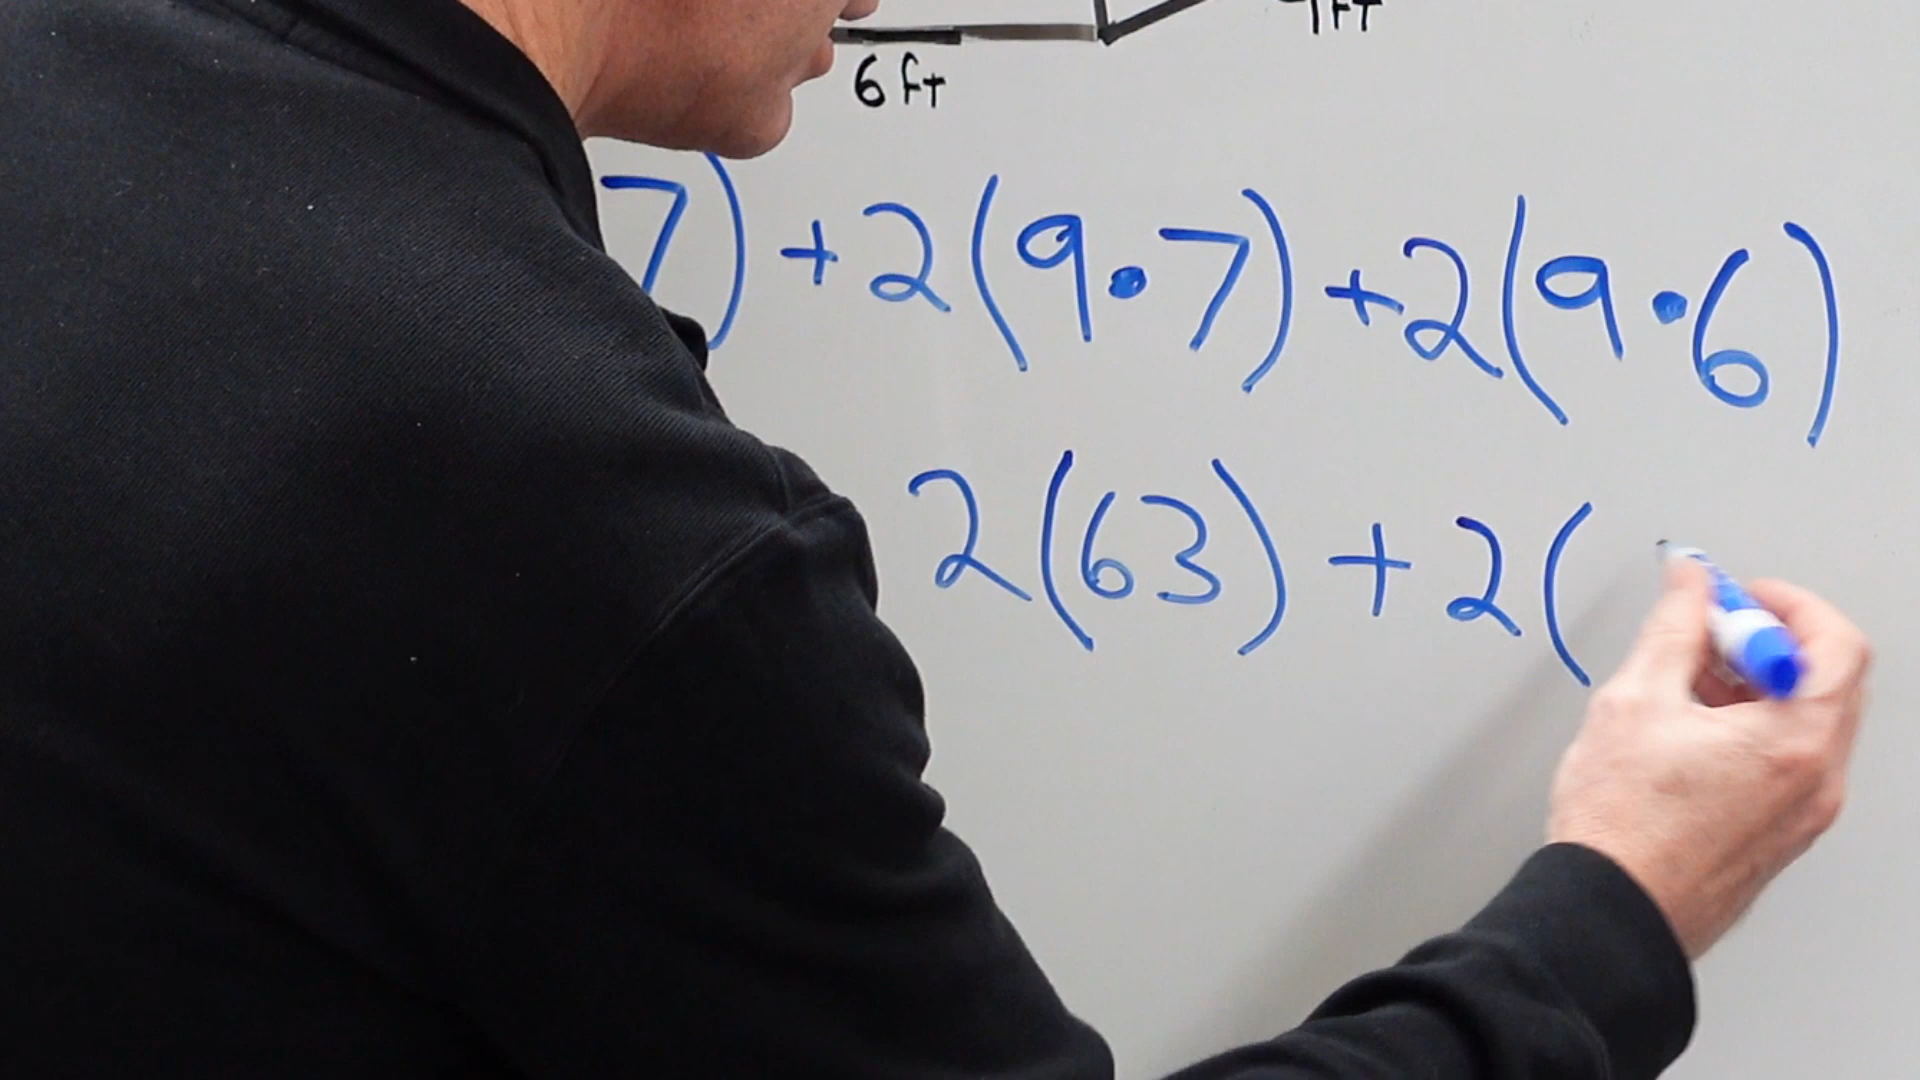 6 ft
7) + 2(9•7) + 2(9•6)
2(63) + 2(